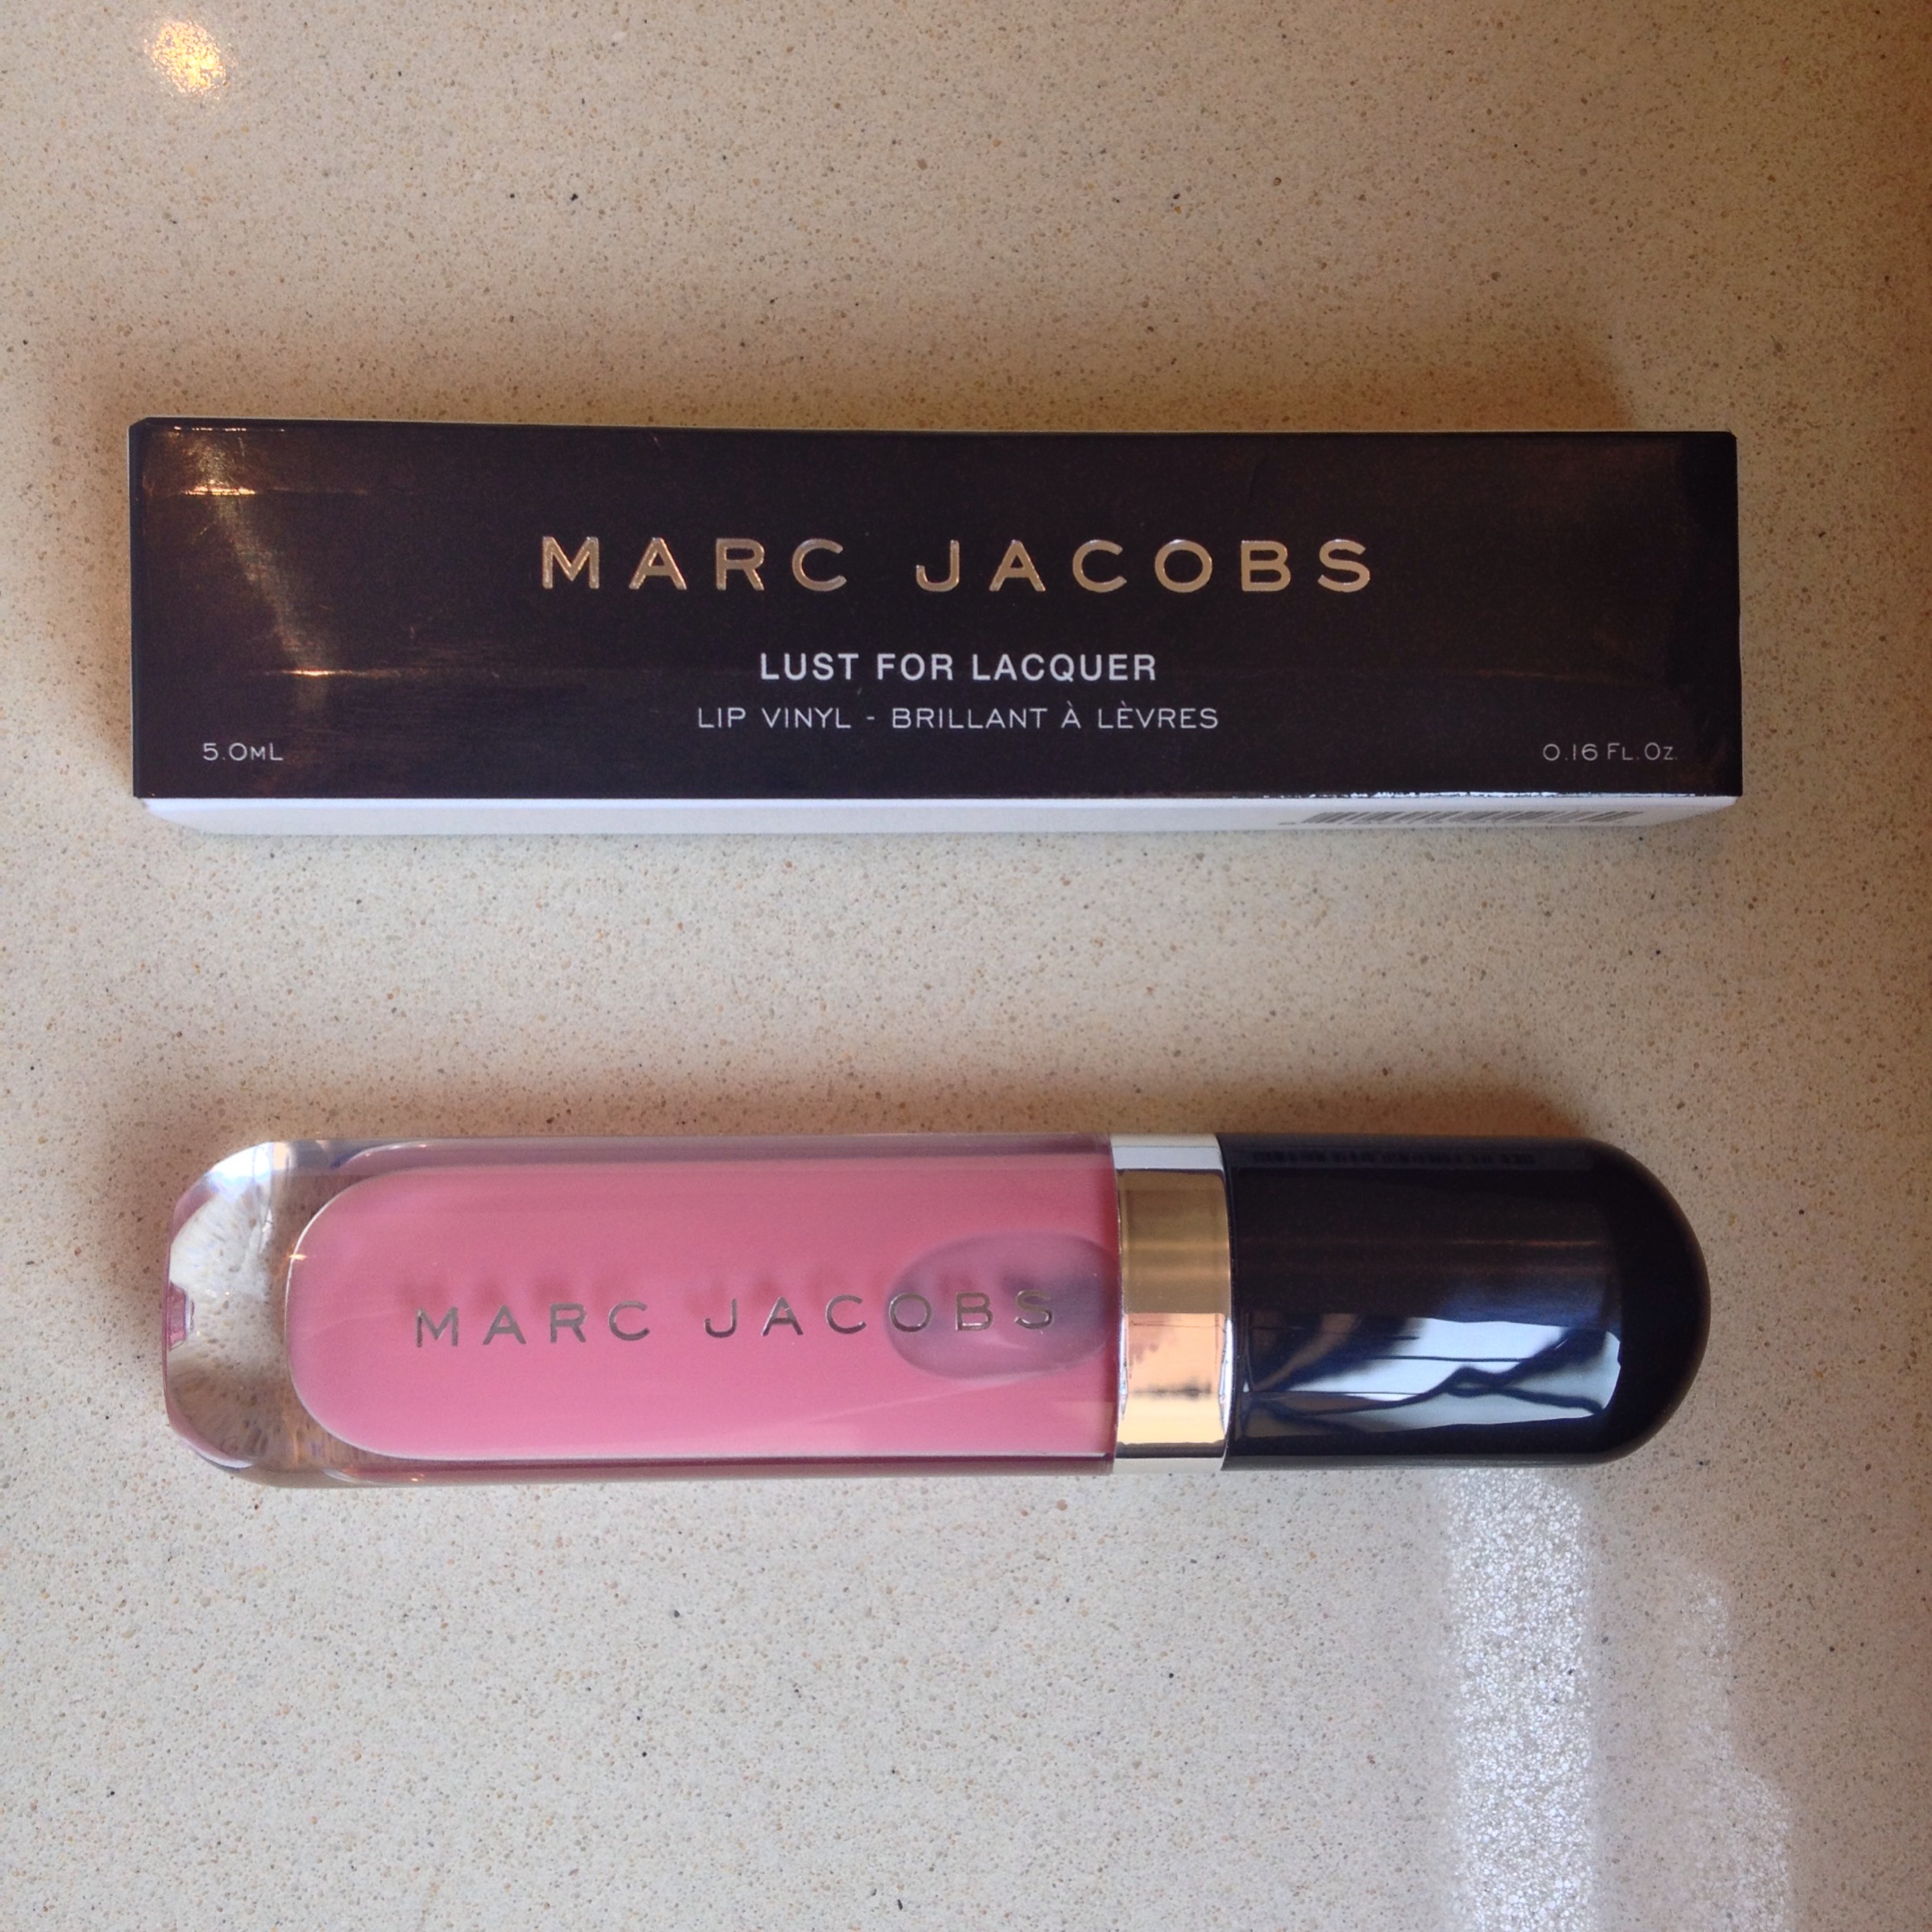 MARC JACOBS
LUST FOR LACQUER
LIP VINYL - BRILLANT À LÈVRES
5.0ML
0.16 FL.OZ.
MARC JACOBS